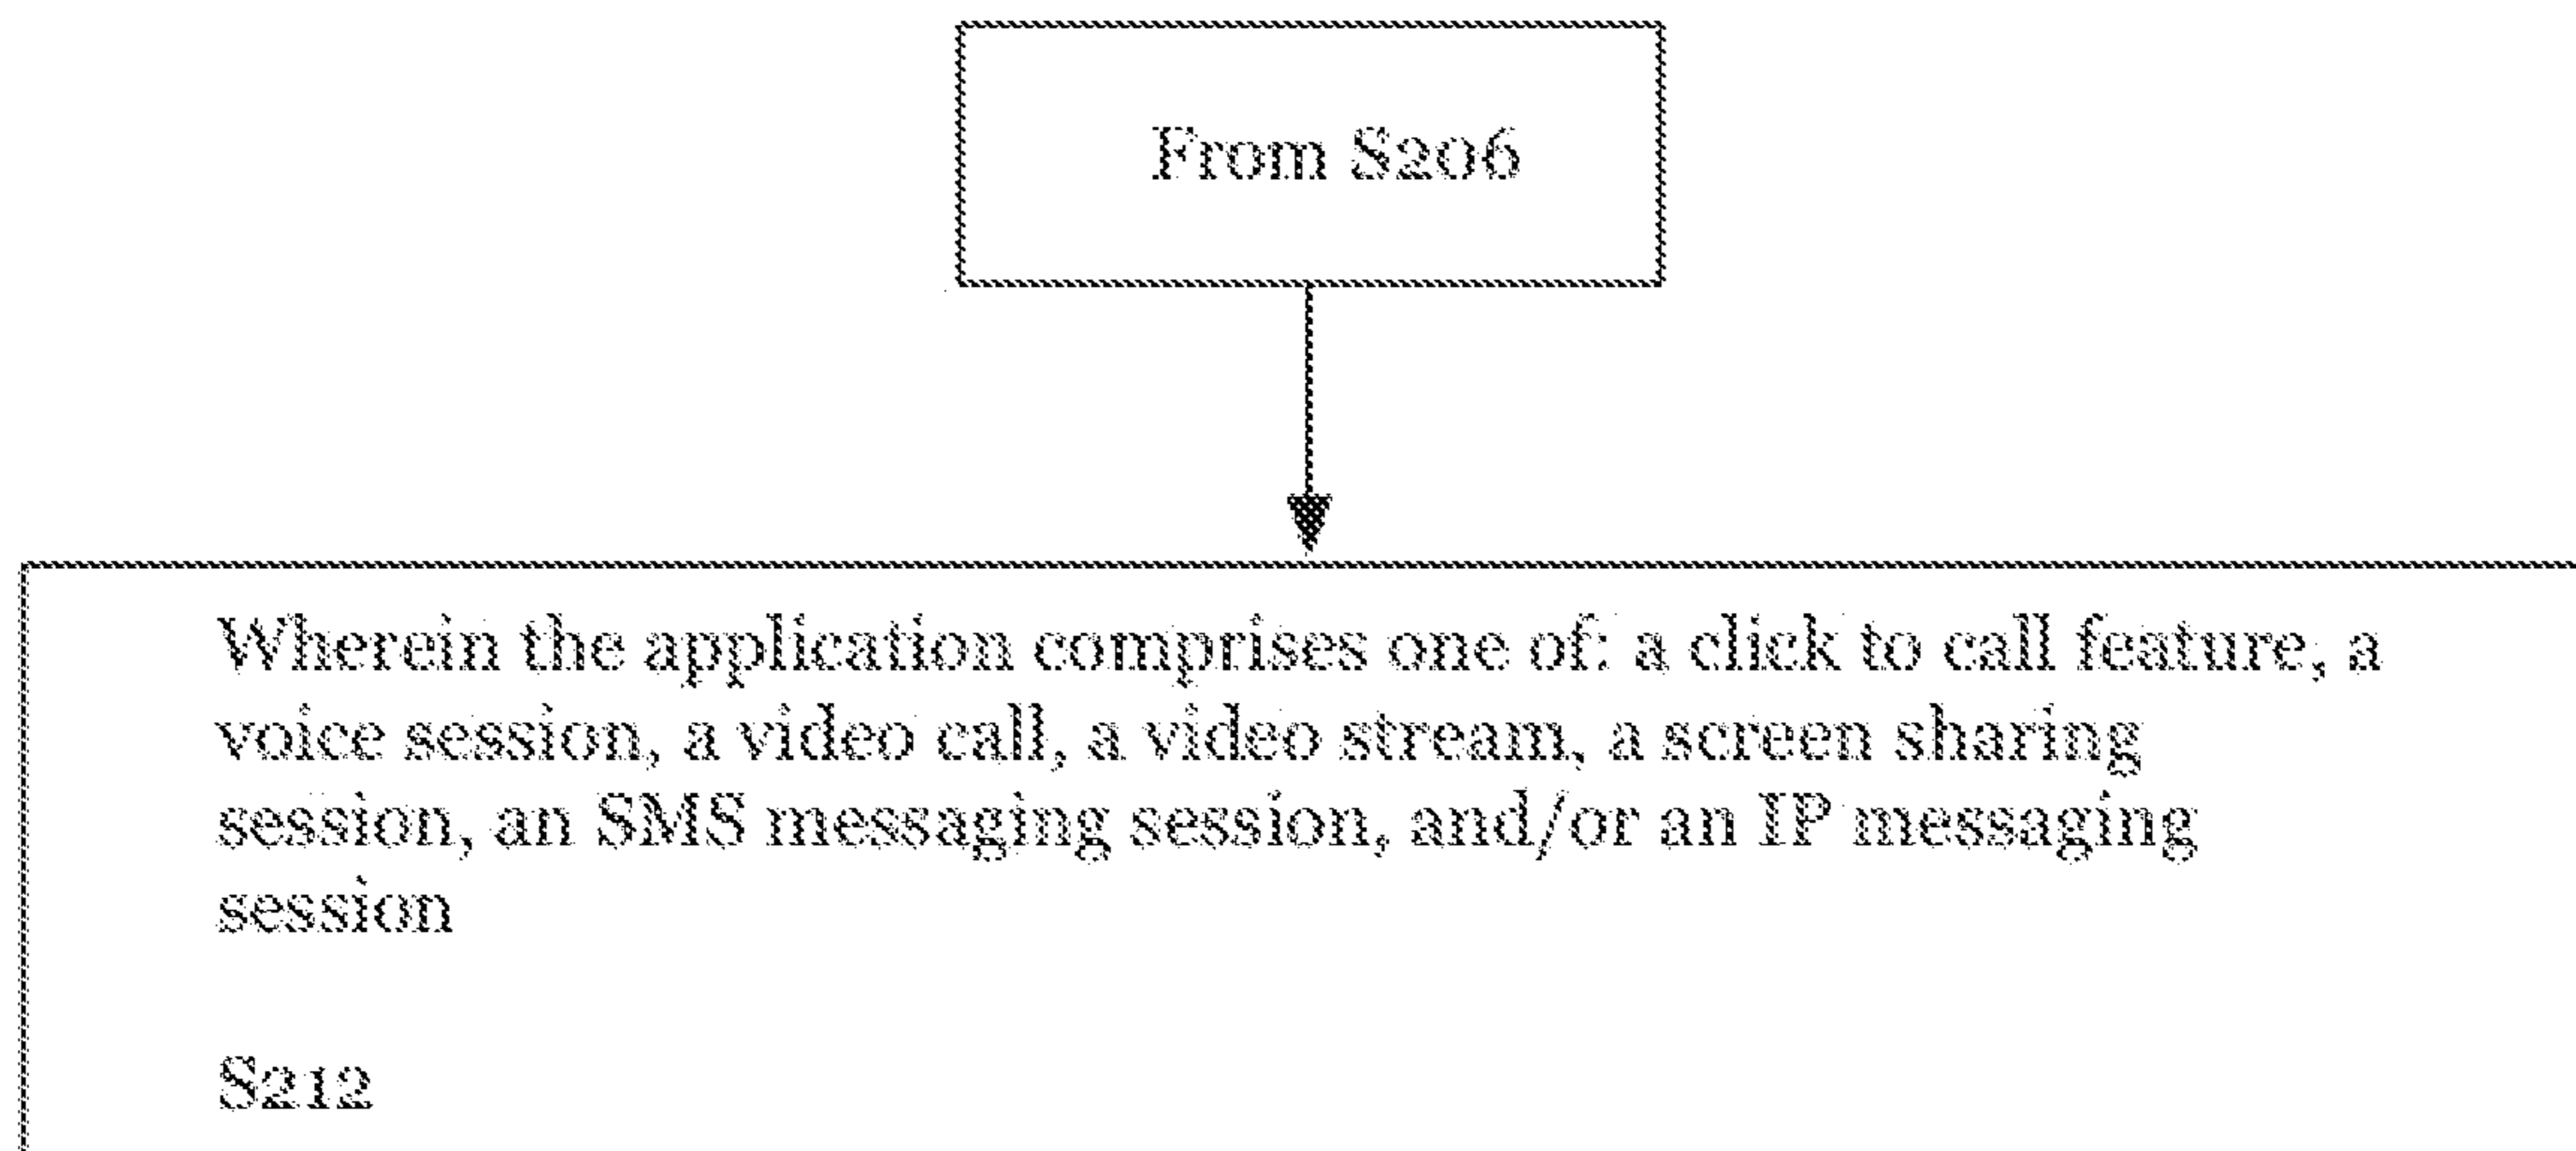 From S206
Wherein the application comprises one of: a click to call feature, a
voice session, a video call, a video stream, a screen sharing
session, an SMS messaging session, and/or an IP messaging
session
S212